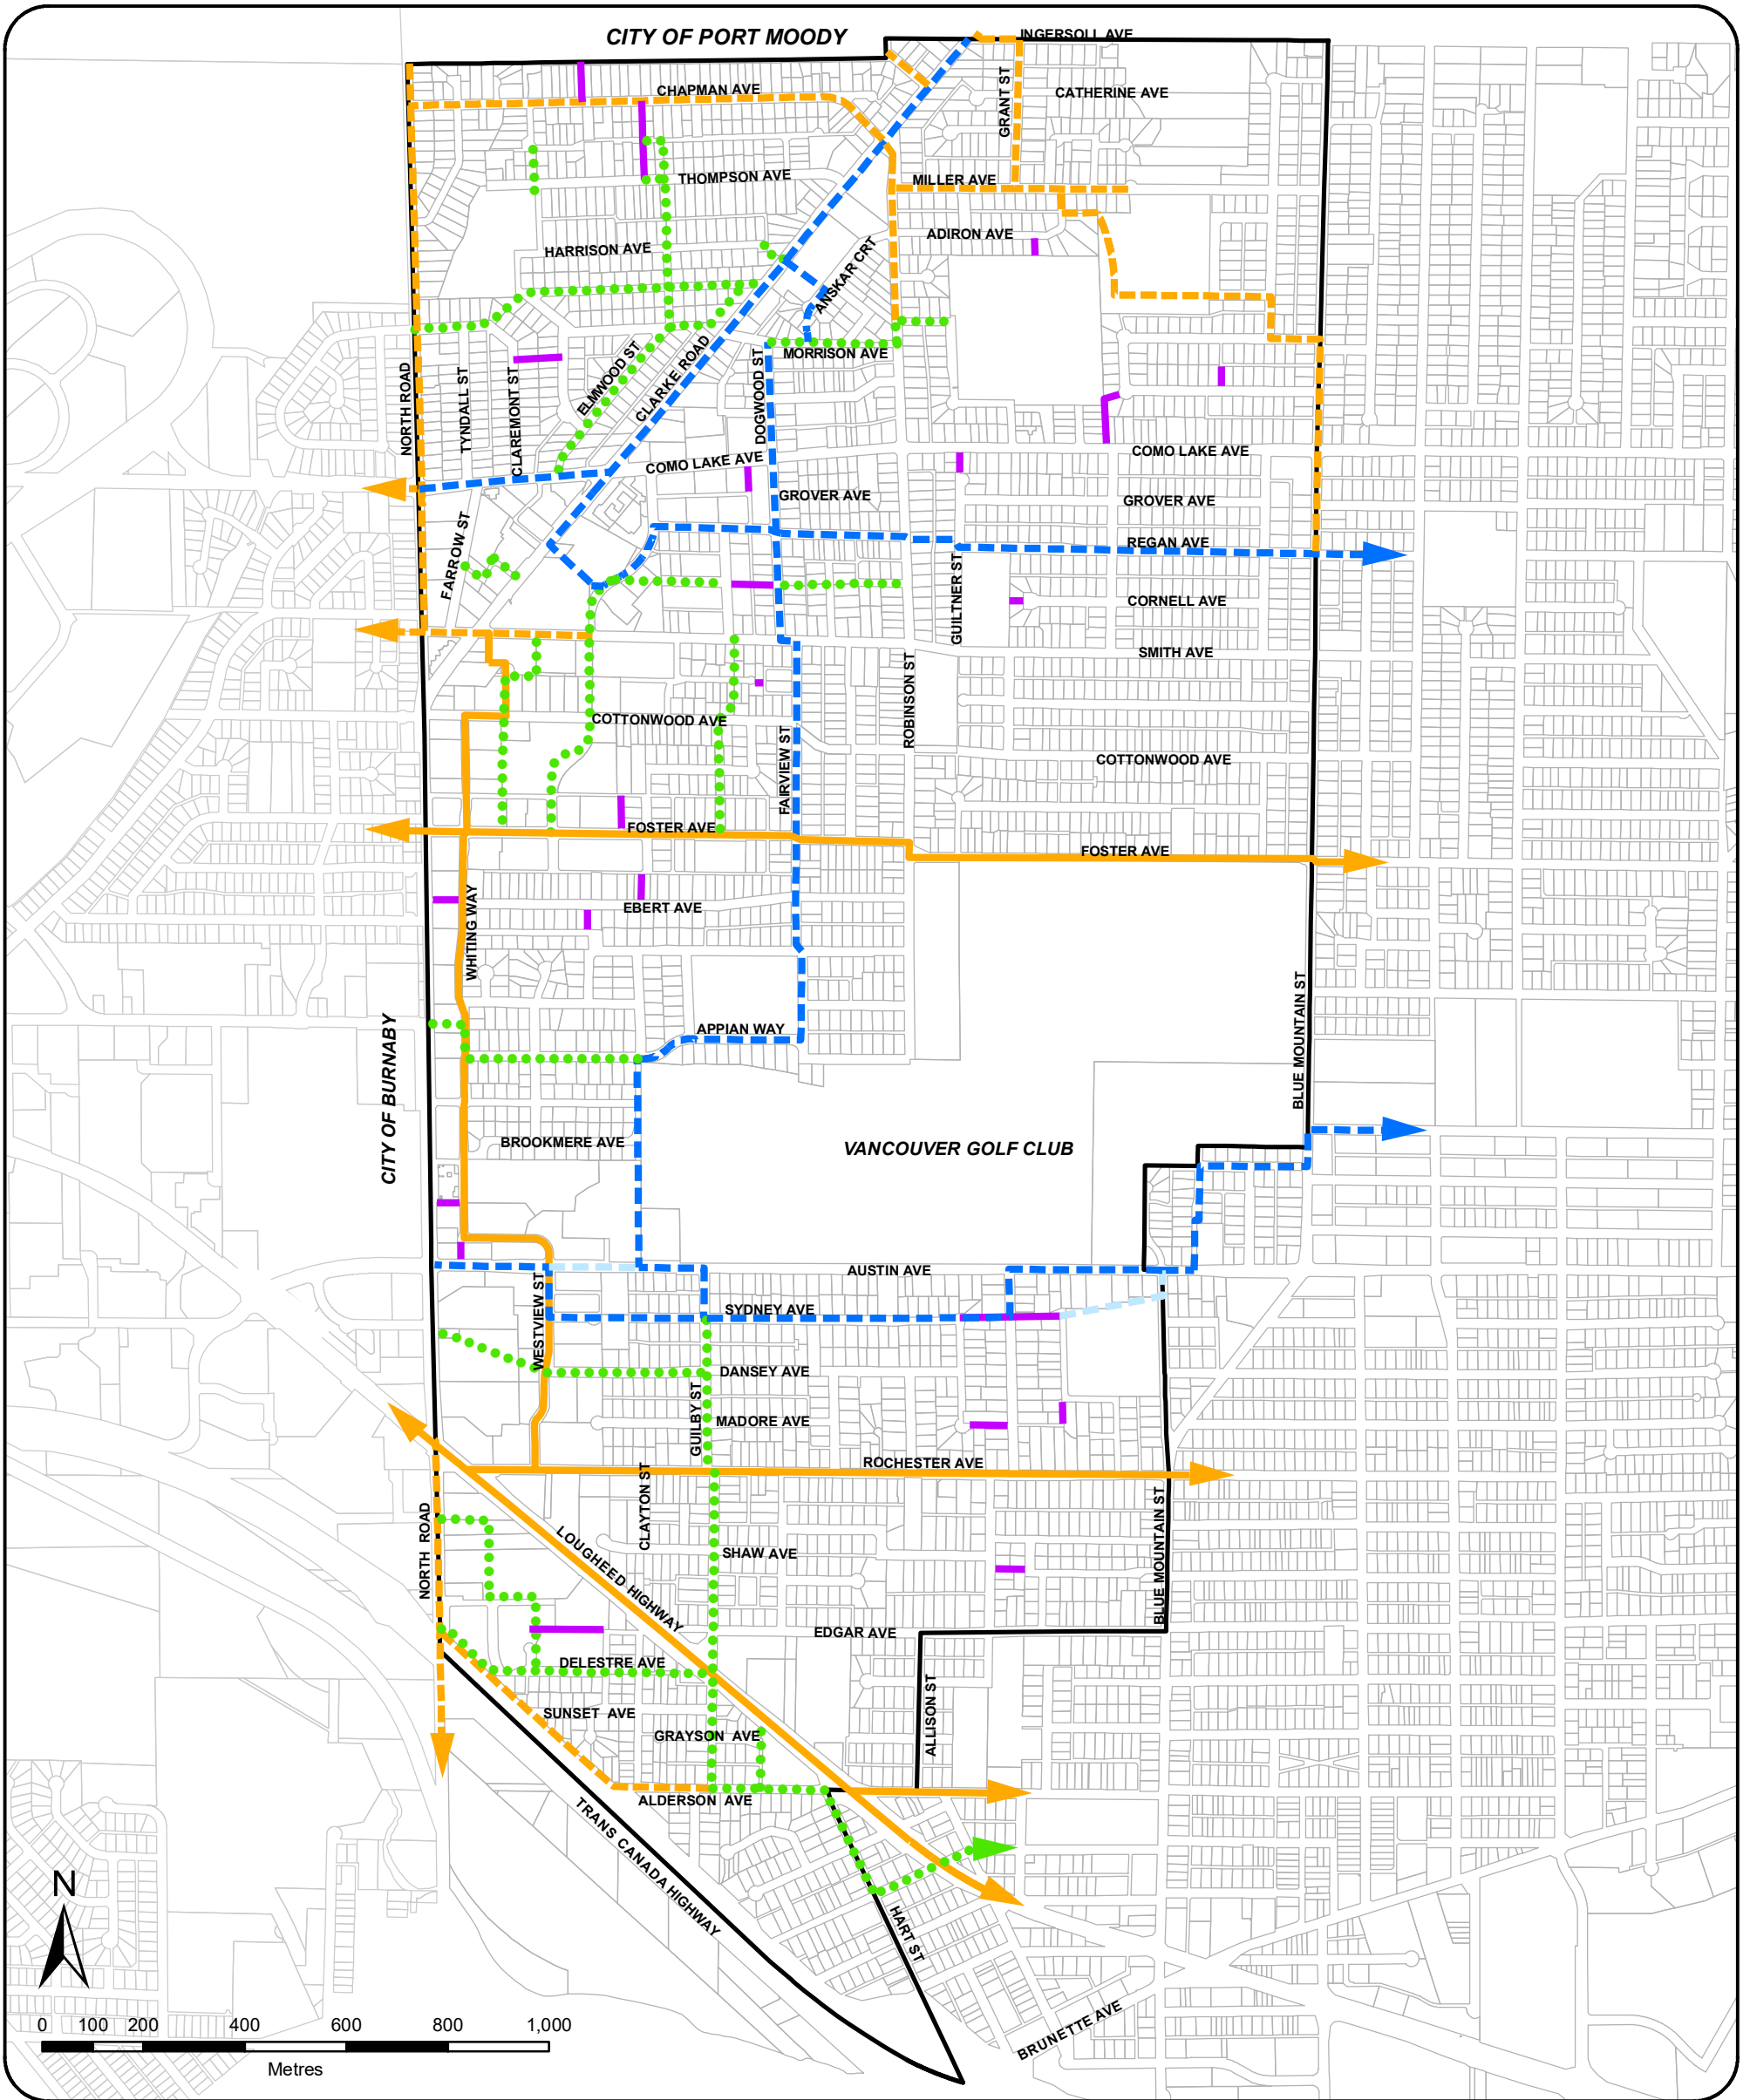 CITY OF PORT MOODY
INGERSOLL AVE
CHAPMAN AVE
CATHERINE AVE
GRANT ST
THOMPSON AVE
MILLER AVE
ADIRON AVE
HARRISON AVE
ANSKAR CRT
MORRISON AVE
ELMWOOD ST
CLARKE ROAD
DOGWOOD ST
NORTH ROAD
TYNDALL ST
CLAREMONT ST
COMO LAKE AVE
COMO LAKE AVE
GROVER AVE
GROVER AVE
FARROW ST
REGAN AVE
GUILTNER ST
CORNELL AVE
SMITH AVE
ROBINSON ST
COTTONWOOD AVE
FAIRVIEW ST
COTTONWOOD AVE
FOSTER AVE
FOSTER AVE
WHITING WAY
EBERT AVE
BLUE MOUNTAIN ST
APPIAN WAY
CITY OF BURNABY
BROOKMERE AVE
VANCOUVER GOLF CLUB
AUSTIN AVE
WESTVIEW ST
SYDNEY AVE
DANSEY AVE
GUILBY ST
MADORE AVE
ROCHESTER AVE
CLAYTON ST
NORTH ROAD
LOUGHEED HIGHWAY
SHAW AVE
BLUE MOUNTAIN ST
EDGAR AVE
DELESTRE AVE
ALLISON ST
SUNSET AVE
GRAYSON AVE
ALDERSON AVE
TRANS CANADA HIGHWAY
HART ST
BRUNETTE AVE
N
0 100 200 400 600 800 1,000
Metres